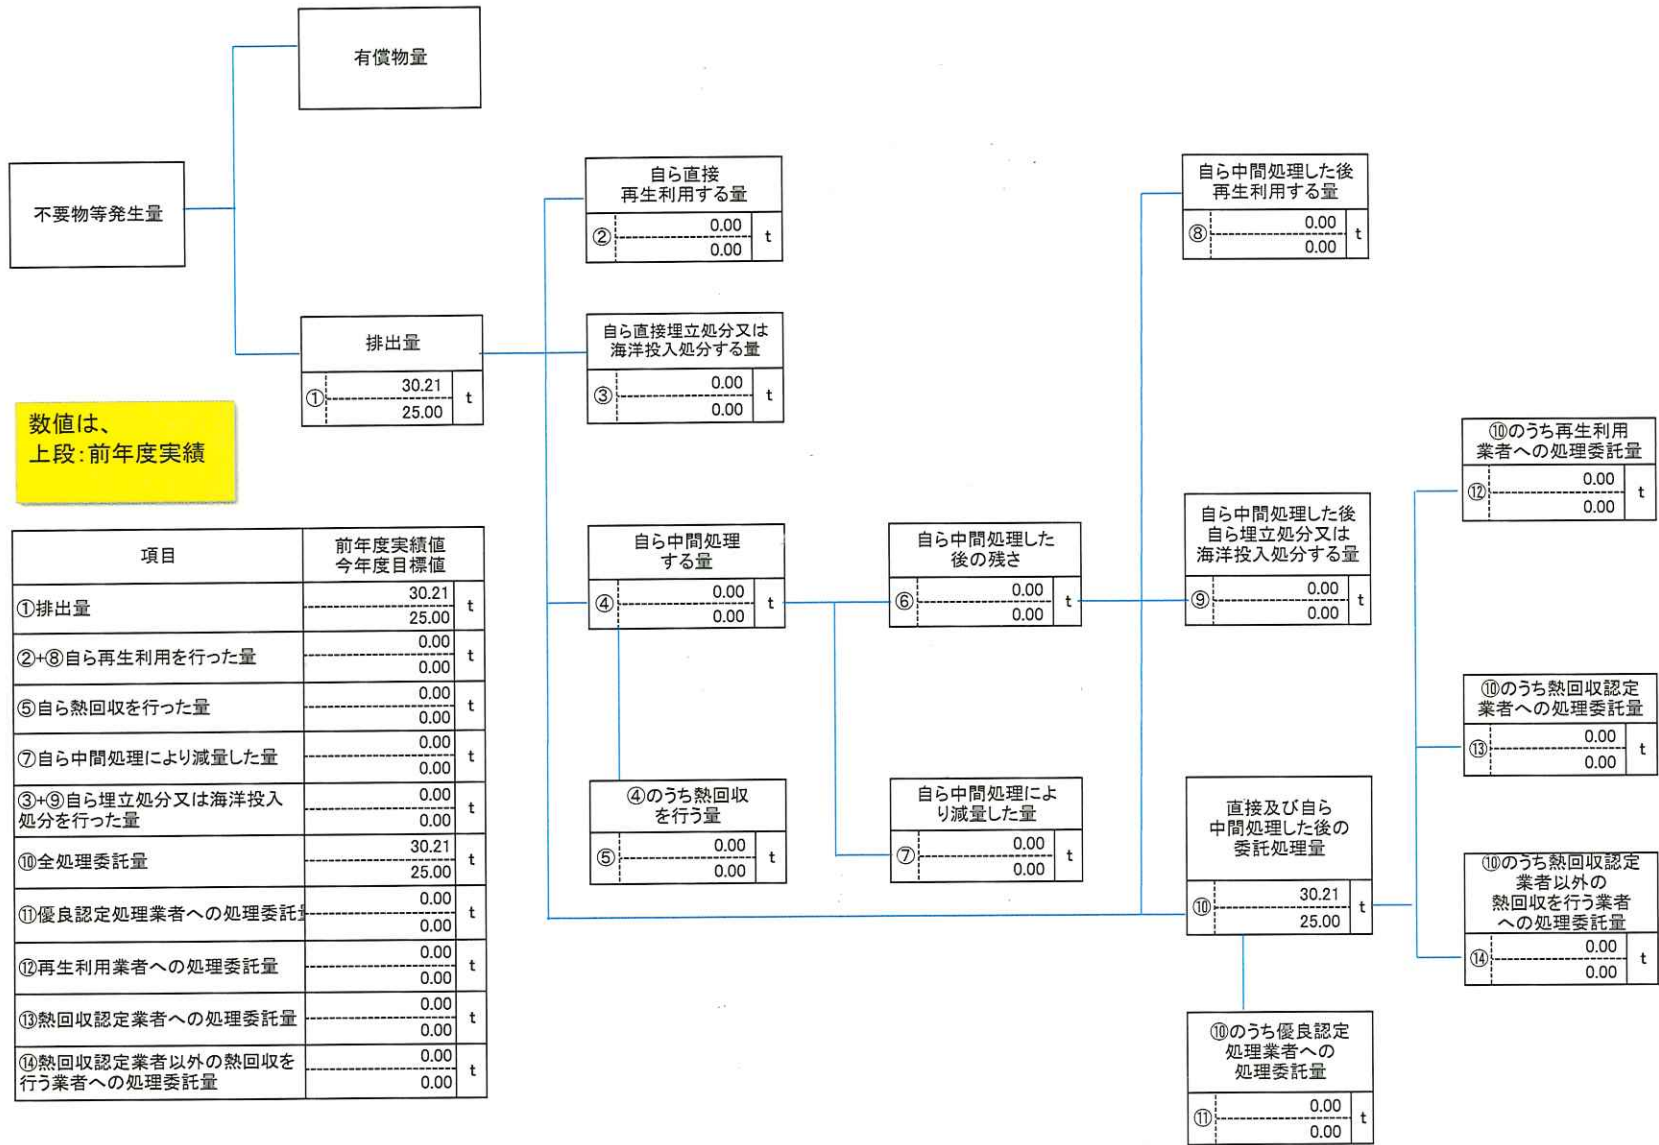 有償物量
不要物等発生量
自ら直接
再生利用する量
②
0.00
0.00
t
自ら中間処理した後
再生利用する量
⑧
0.00
0.00
t
排出量
①
30.21
25.00
t
自ら直接埋立処分又は
海洋投入処分する量
③
0.00
0.00
t
数値は、
上段:前年度実績
⑩のうち再生利用
業者への処理委託量
⑫
0.00
0.00
t
自ら中間処理
する量
④
0.00
0.00
t
自ら中間処理した
後の残さ
⑥
0.00
0.00
t
自ら中間処理した後
自ら埋立処分又は
海洋投入処分する量
⑨
0.00
0.00
t
⑩のうち熱回収認定
業者への処理委託量
⑬
0.00
0.00
t
④のうち熱回収
を行う量
⑤
0.00
0.00
t
自ら中間処理によ
り減量した量
⑦
0.00
0.00
t
直接及び自ら
中間処理した後の
委託処理量
⑩
30.21
25.00
t
⑩のうち熱回収認定
業者以外の
熱回収を行う業者
への処理委託量
⑭
0.00
0.00
t
⑩のうち優良認定
処理業者への
処理委託量
⑪
0.00
0.00
t
項目
前年度実績値
今年度目標値
①排出量
30.21
25.00
t
②+⑧自ら再生利用を行った量
0.00
0.00
t
⑤自ら熱回収を行った量
0.00
0.00
t
⑦自ら中間処理により減量した量
0.00
0.00
t
③+⑨自ら埋立処分又は海洋投入
処分を行った量
0.00
0.00
t
⑩全処理委託量
30.21
25.00
t
⑪優良認定処理業者への処理委託
0.00
0.00
t
⑫再生利用業者への処理委託量
0.00
0.00
t
⑬熱回収認定業者への処理委託量
0.00
0.00
t
⑭熱回収認定業者以外の熱回収を
行う業者への処理委託量
0.00
0.00
t